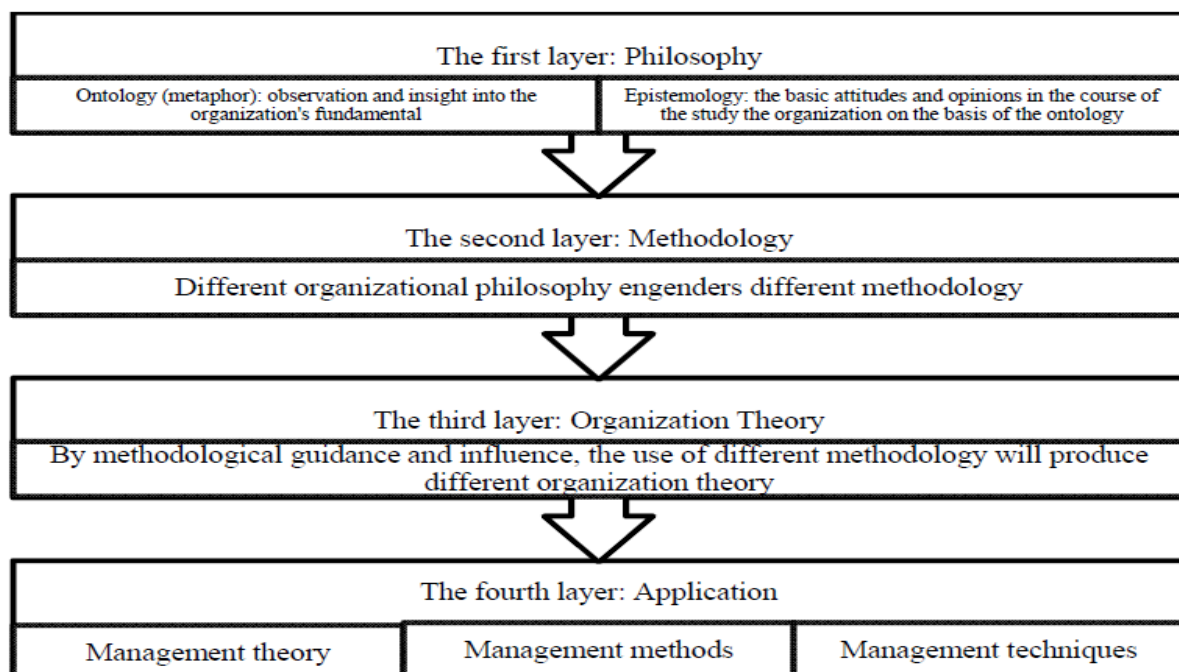 The first layer: Philosophy
Ontology (metaphor): observation and insight into the
organization's fundamental
Epistemology: the basic attitudes and opinions in the course of
the study the organization on the basis of the ontology
The second layer: Methodology
Different organizational philosophy engenders different methodology
The third layer: Organization Theory
By methodological guidance and influence, the use of different methodology will produce
different organization theory
The fourth layer: Application
Management theory
Management methods
Management techniques